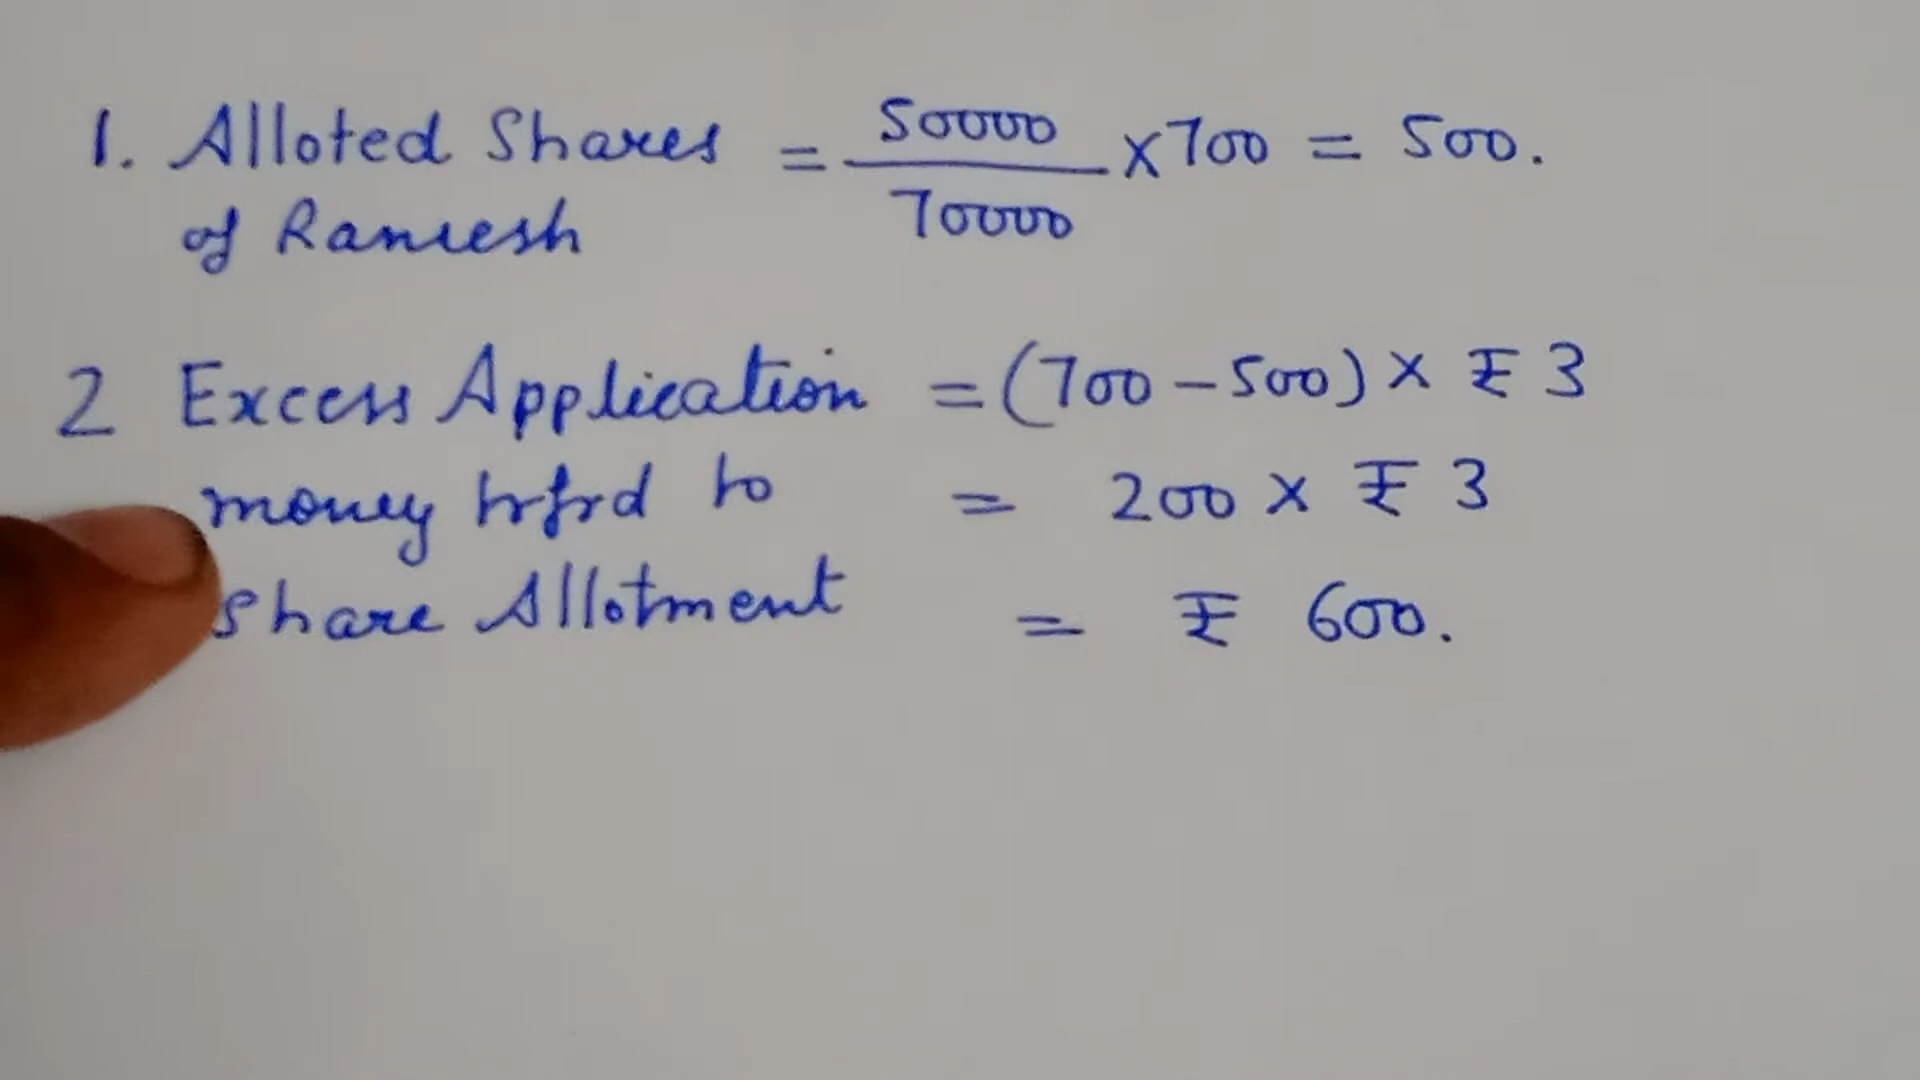 1. Alloted Shares = 50000 / 70000 × 700 = 500.
of Ramesh
2 Excess Application = (700 - 500) × ₹ 3
money trfrd to = 200 × ₹ 3
Share Allotment = ₹ 600.